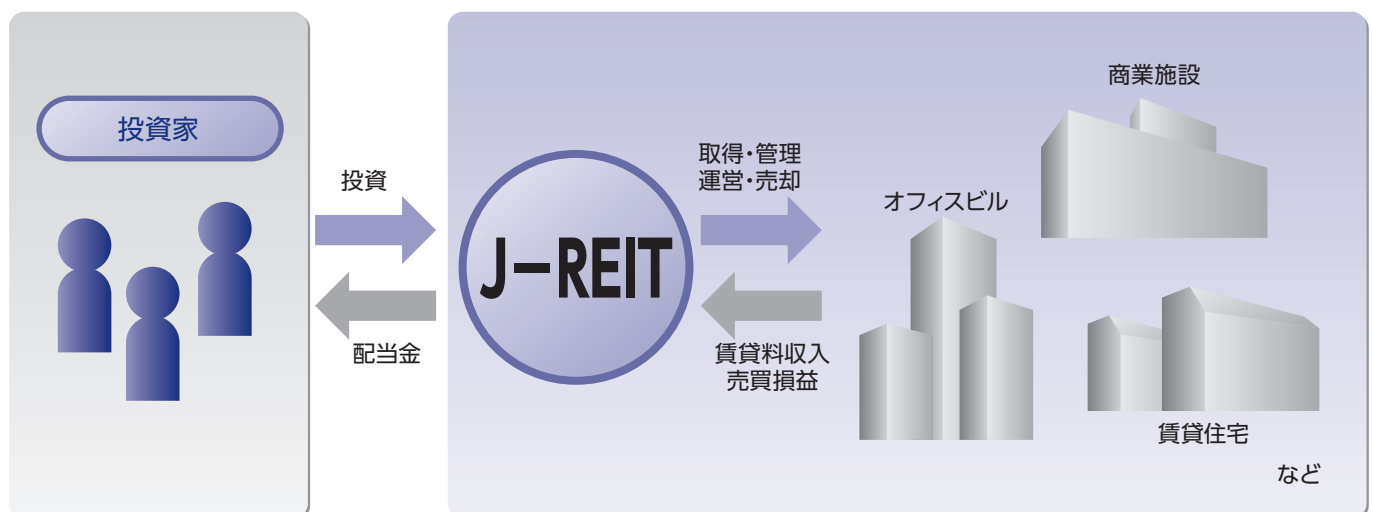 投資家
投資
配当金
J-REIT
取得・管理
運営・売却
賃貸料収入
売買損益
商業施設
オフィスビル
賃貸住宅
など